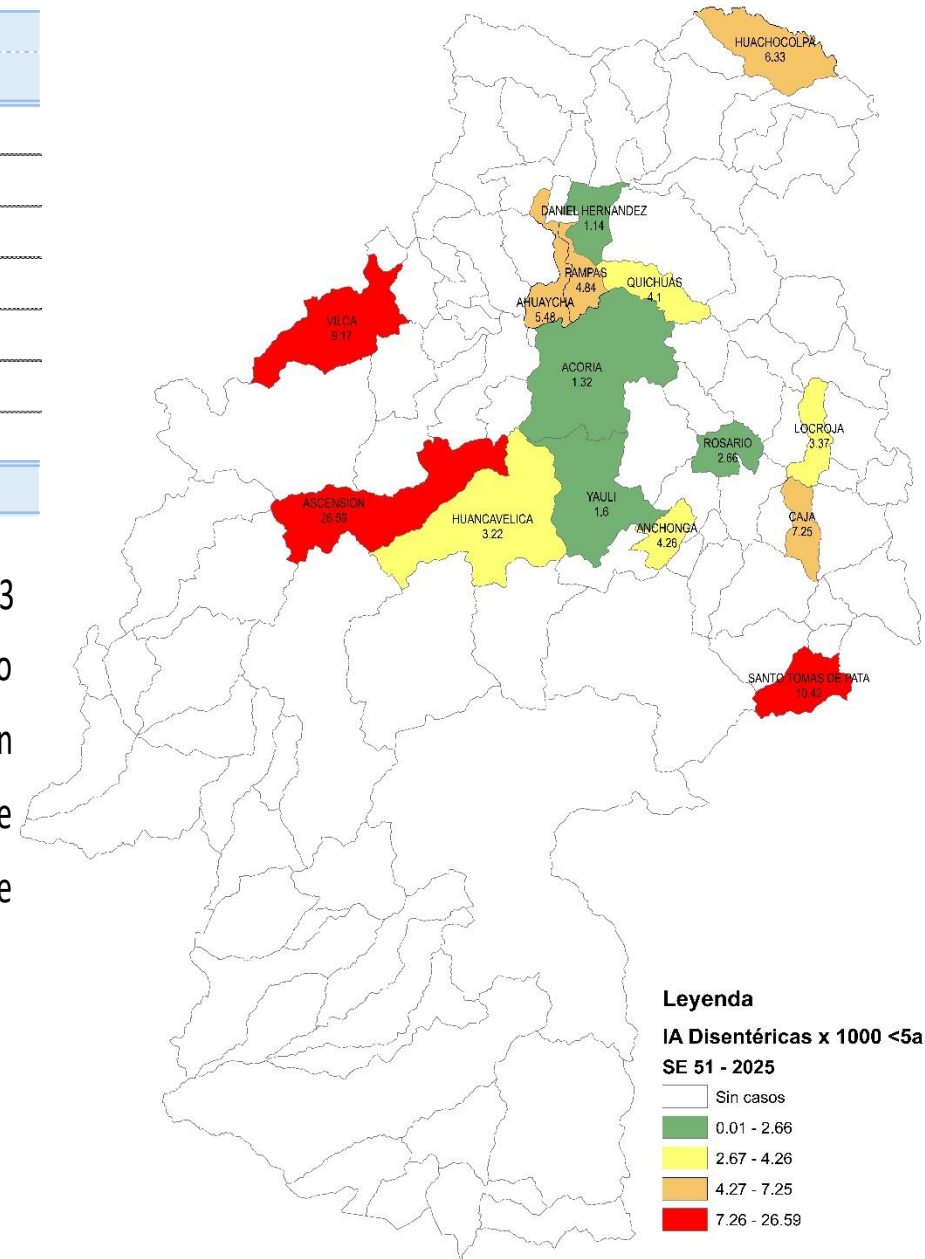 HUACHOCOLPA
6.33
DANIEL HERNANDEZ
1.14
PAMPAS
4.84
QUICHUAS
4.1
AHUAYCHA
5.48
VILCA
9.17
ACORIA
1.32
LOCROJA
3.37
ROSARIO
2.66
ASCENSION
26.59
HUANCAVELICA
3.22
YAULI
1.6
ANCHONGA
4.26
CAJA
7.25
3
o
n
e
e
SANTO TOMAS DE PATA
10.42
Leyenda
IA Disentéricas x 1000 <5a
SE 51 - 2025
Sin casos
0.01 - 2.66
2.67 - 4.26
4.27 - 7.25
7.26 - 26.59